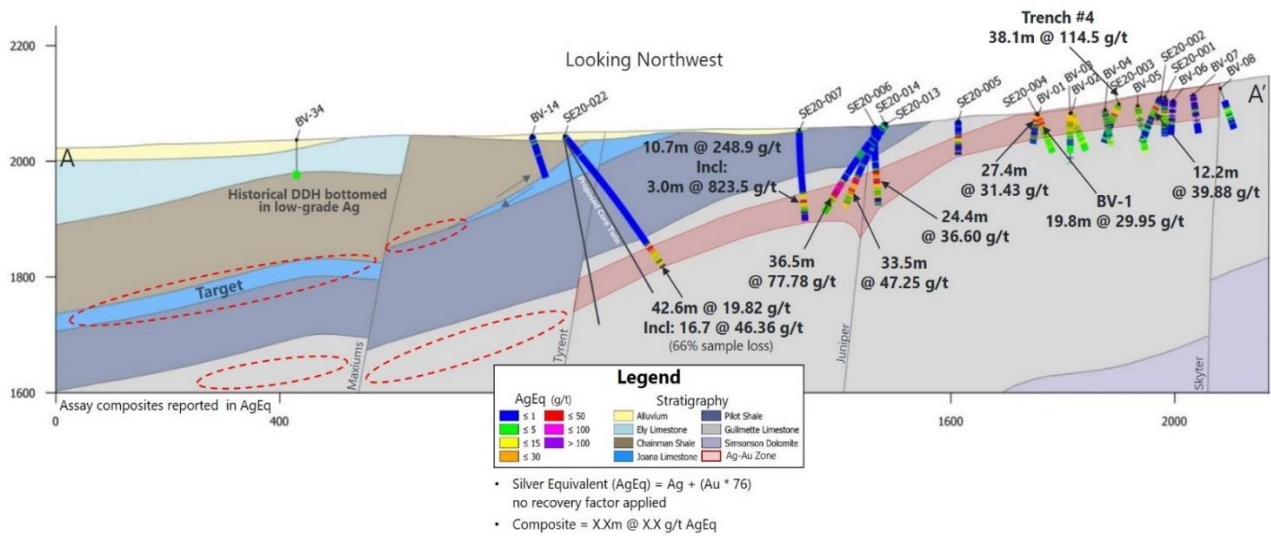 Trench #4
38.1m @ 114.5 g/t
2200
Looking Northwest
BV-34
BV-14
SE20-022
SE20-007
SE20-006
SE20-014
SE20-013
SE20-005
SE20-004
BV-01
BV-03
BV-02
BV-04
SE20-003
BV-05
SE20-002
SE20-001
BV-06
BV-07
BV-08
A
A'
2000
Historical DDH bottomed
in low-grade Ag
10.7m @ 248.9 g/t
Incl:
3.0m @ 823.5 g/t
Proposed Core Twin
27.4m
@ 31.43 g/t
BV-1
19.8m @ 29.95 g/t
12.2m
@ 39.88 g/t
24.4m
@ 36.60 g/t
36.5m
@ 77.78 g/t
33.5m
@ 47.25 g/t
1800
Target
42.6m @ 19.82 g/t
Incl: 16.7 @ 46.36 g/t
(66% sample loss)
Maxiums
Tyrent
Juniper
Skyter
1600
Assay composites reported in AgEq
400
1600
2000
Legend
AgEq (g/t)
≤ 1
≤ 5
≤ 15
≤ 30
≤ 50
≤ 100
> 100
Stratigraphy
Alluvium
Ely Limestone
Chainman Shale
Joana Limestone
Pilot Shale
Guilmette Limestone
Simsonson Dolomite
Ag-Au Zone
• Silver Equivalent (AgEq) = Ag + (Au * 76)
no recovery factor applied
• Composite = X.Xm @ X.X g/t AgEq